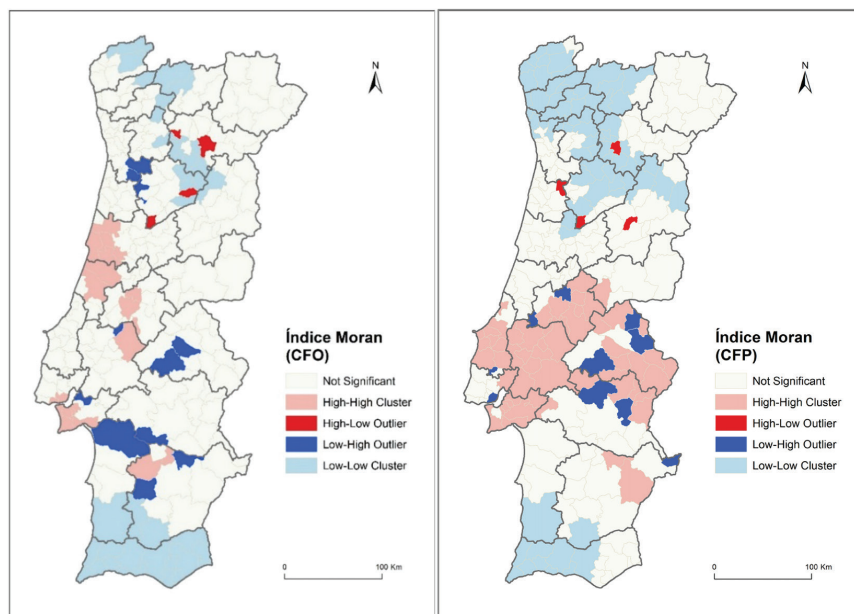 N
Índice Moran
(CFO)
Not Significant
High-High Cluster
High-Low Outlier
Low-High Outlier
Low-Low Cluster
0
100 Km
N
Índice Moran
(CFP)
Not Significant
High-High Cluster
High-Low Outlier
Low-High Outlier
Low-Low Cluster
0
100 Km